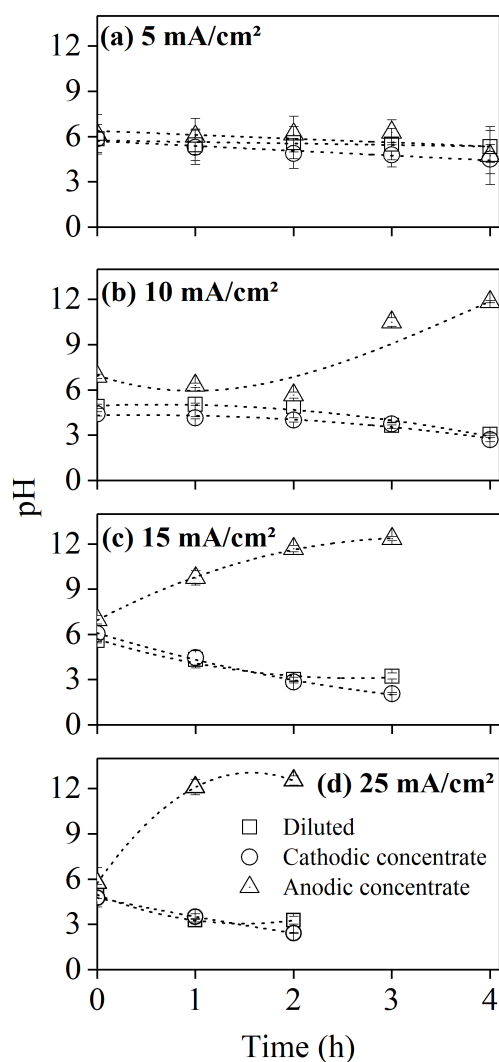 12
(a) 5 mA/cm²
9
6
3
0
(b) 10 mA/cm²
12
9
6
3
0
pH
(c) 15 mA/cm²
12
9
6
3
0
(d) 25 mA/cm²
12
9
6
3
0
Diluted
Cathodic concentrate
Anodic concentrate
0 1 2 3 4
Time (h)